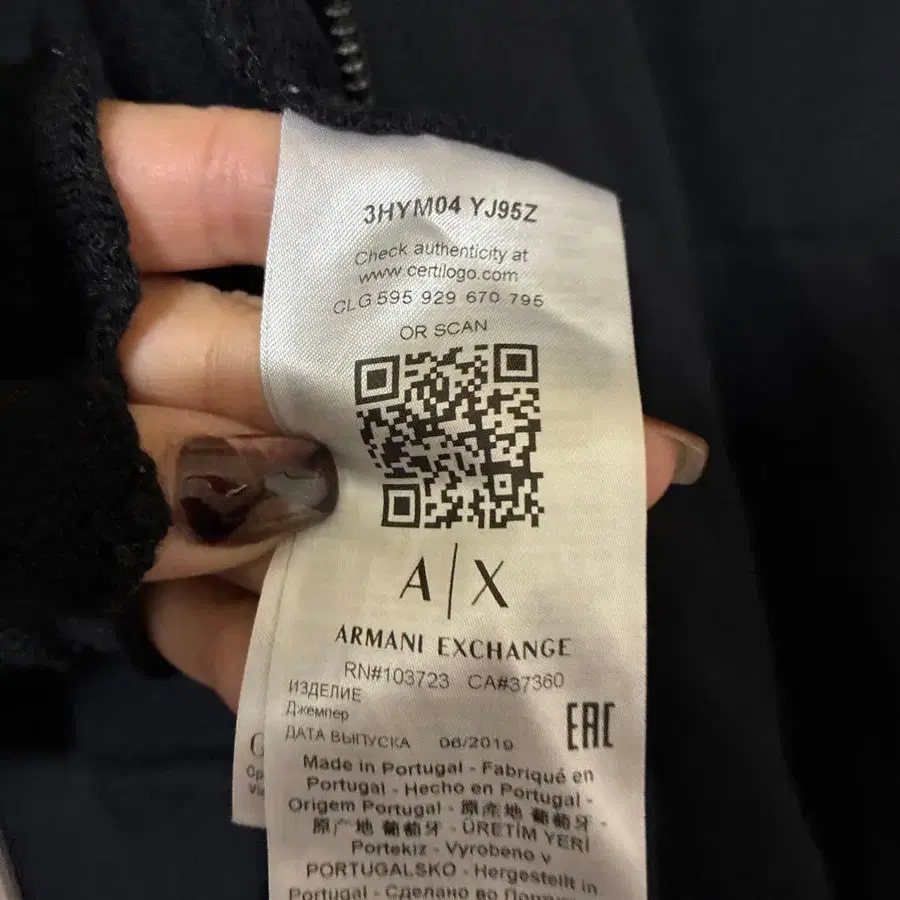 3HYM04 YJ95Z
Check authenticity at
www.certilogo.com
CLG 595 929 670 795
OR SCAN
A|X
ARMANI EXCHANGE
RN#103723 CA#37360
ИЗДЕЛИЕ
Джемпер
ДАТА ВЫПУСКА 06/2019
EAC
Made in Portugal - Fabriqué en
Portugal - Hecho en Portugal -
Origem Portugal - 原産地 葡萄牙 -
原产地 葡萄牙 - ÜRETİM YERİ
Portekiz - Vyrobeno v
PORTUGALSKO - Hergestellt in
Portugal - Сделано во